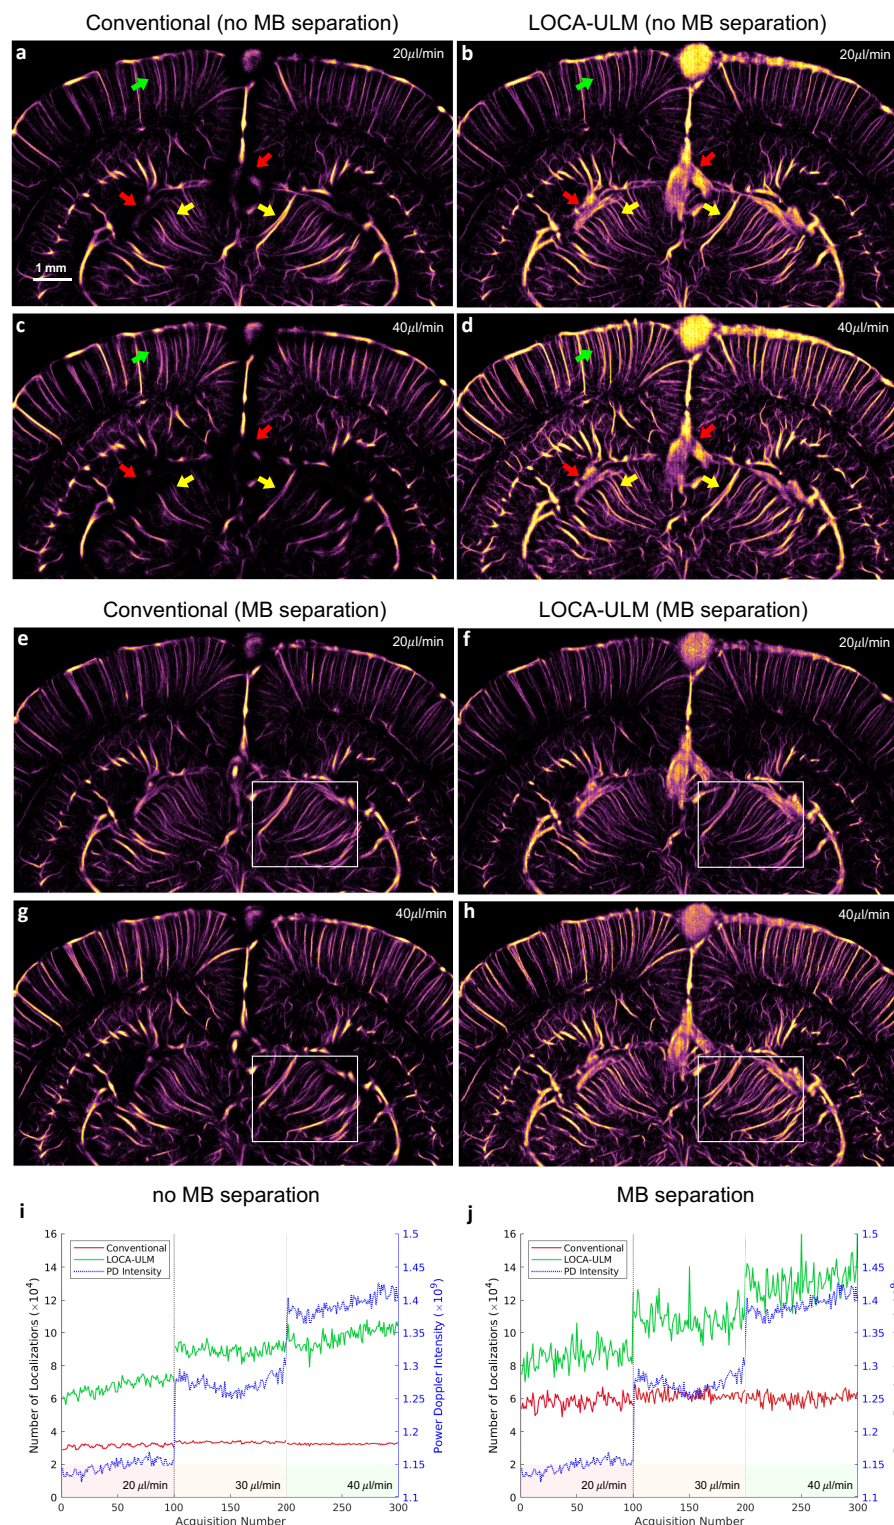 Conventional (no MB separation)
LOCA-ULM (no MB separation)
a
20μl/min
b
20μl/min
1 mm
c
40μl/min
d
40μl/min
Conventional (MB separation)
LOCA-ULM (MB separation)
e
20μl/min
f
20μl/min
g
40μl/min
h
40μl/min
no MB separation
MB separation
i
Number of Localizations (×10⁴)
16
14
12
10
8
6
4
2
0
Conventional
LOCA-ULM
PD Intensity
20 μl/min
30 μl/min
40 μl/min
0
50
100
150
200
250
300
Acquisition Number
1.5
1.45
1.4
1.35
1.3
1.25
1.2
1.15
1.1
Power Doppler Intensity (×10⁹)
j
Number of Localizations (×10⁴)
16
14
12
10
8
6
4
2
0
Conventional
LOCA-ULM
PD Intensity
20 μl/min
30 μl/min
40 μl/min
0
50
100
150
200
250
300
Acquisition Number
1.5
1.45
1.4
1.35
1.3
1.25
1.2
1.15
1.1